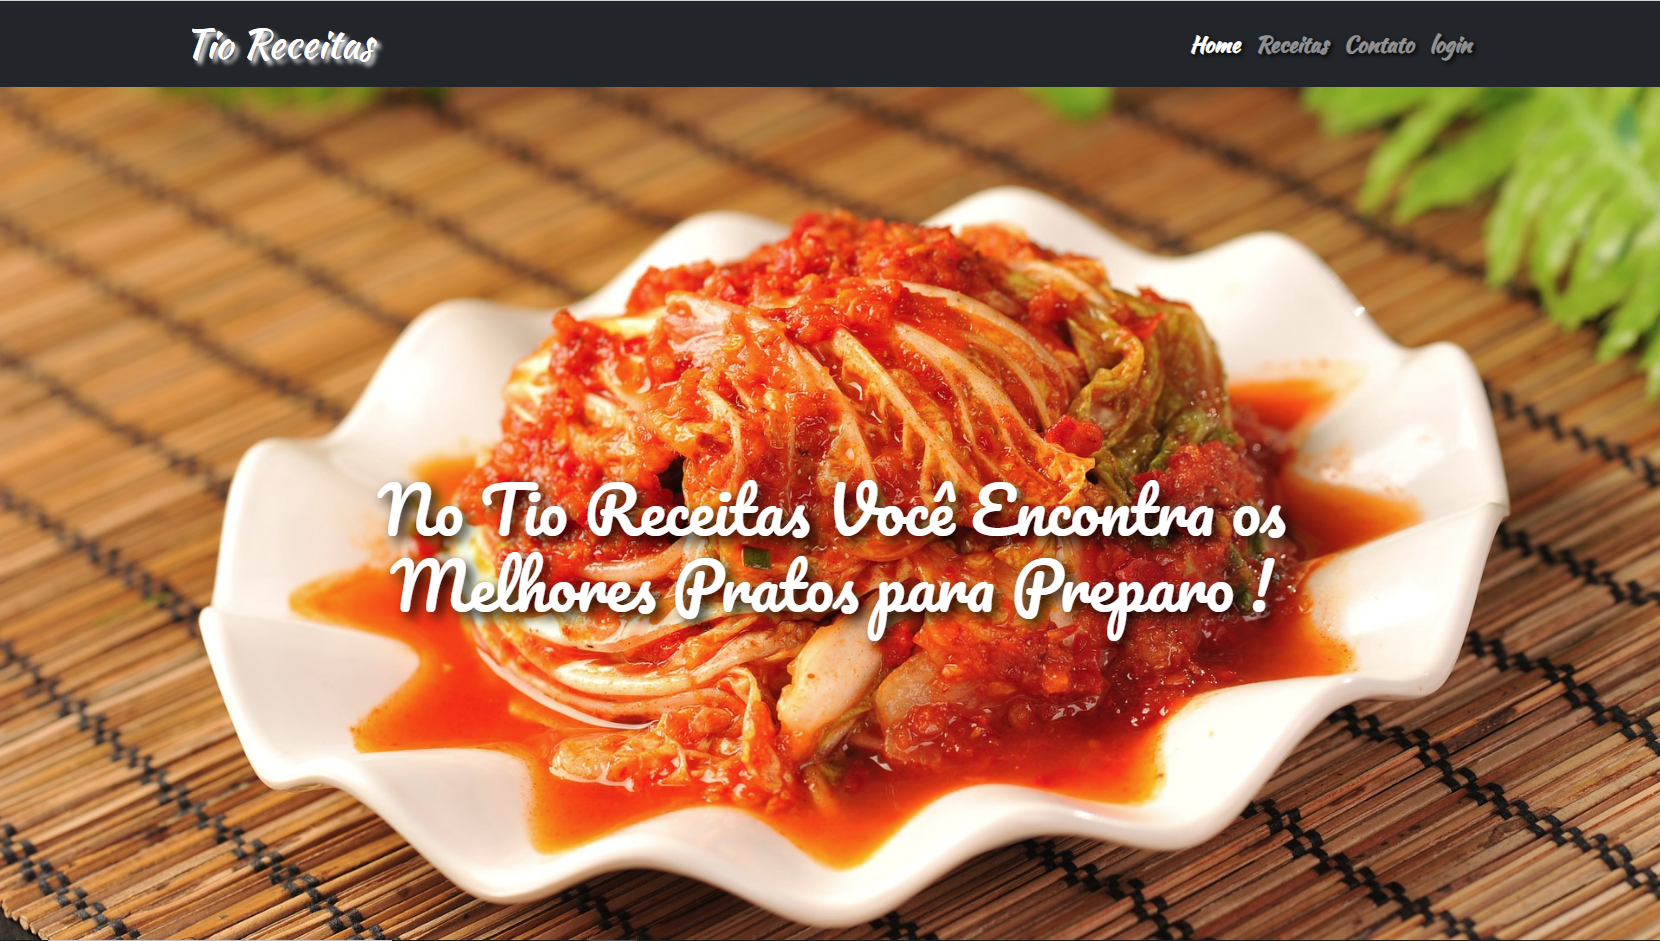 Tio Receitas
Home Receitas Contato login
No Tio Receitas Você Encontra os
Melhores Pratos para Preparo !